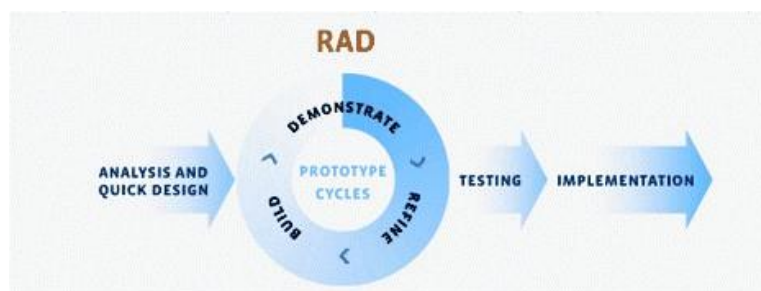 RAD
ANALYSIS AND
QUICK DESIGN
DEMONSTRATE
PROTOTYPE
CYCLES
BUILD
REFINE
TESTING
IMPLEMENTATION